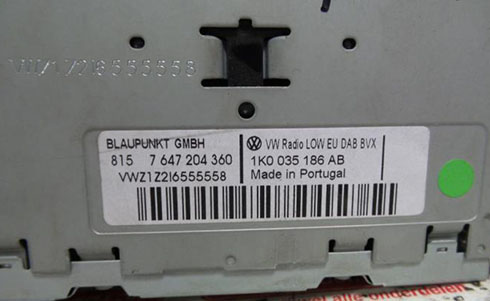 BLAUPUNKT GMBH
VW Radio LOW EU DAB BVX
815 7 647 204 360
1K0 035 186 AB
VWZ1Z2I6555558
Made in Portugal